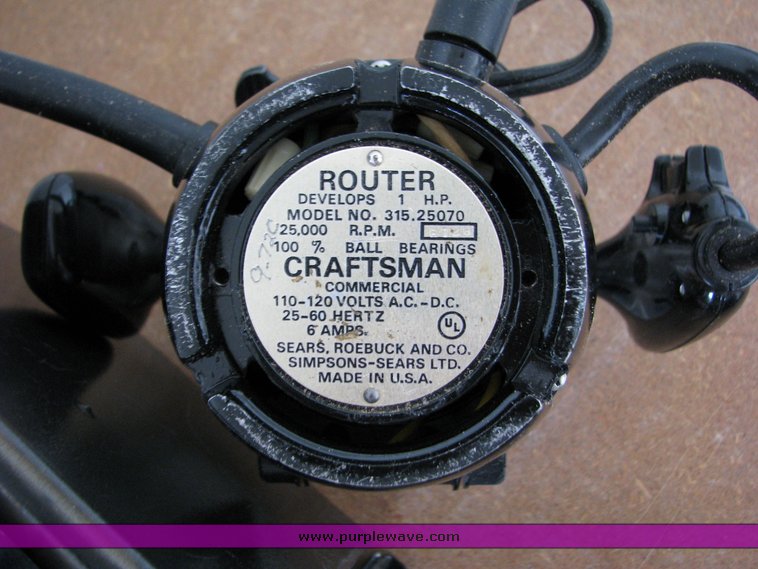 ROUTER
DEVELOPS 1 H.P.
MODEL NO. 315.25070
25,000 R.P.M.
100 % BALL BEARINGS
CRAFTSMAN
COMMERCIAL
110-120 VOLTS A.C.-D.C.
25-60 HERTZ
6 AMPS.
UL
SEARS, ROEBUCK AND CO.
SIMPSONS-SEARS LTD.
MADE IN U.S.A.
www.purplewave.com